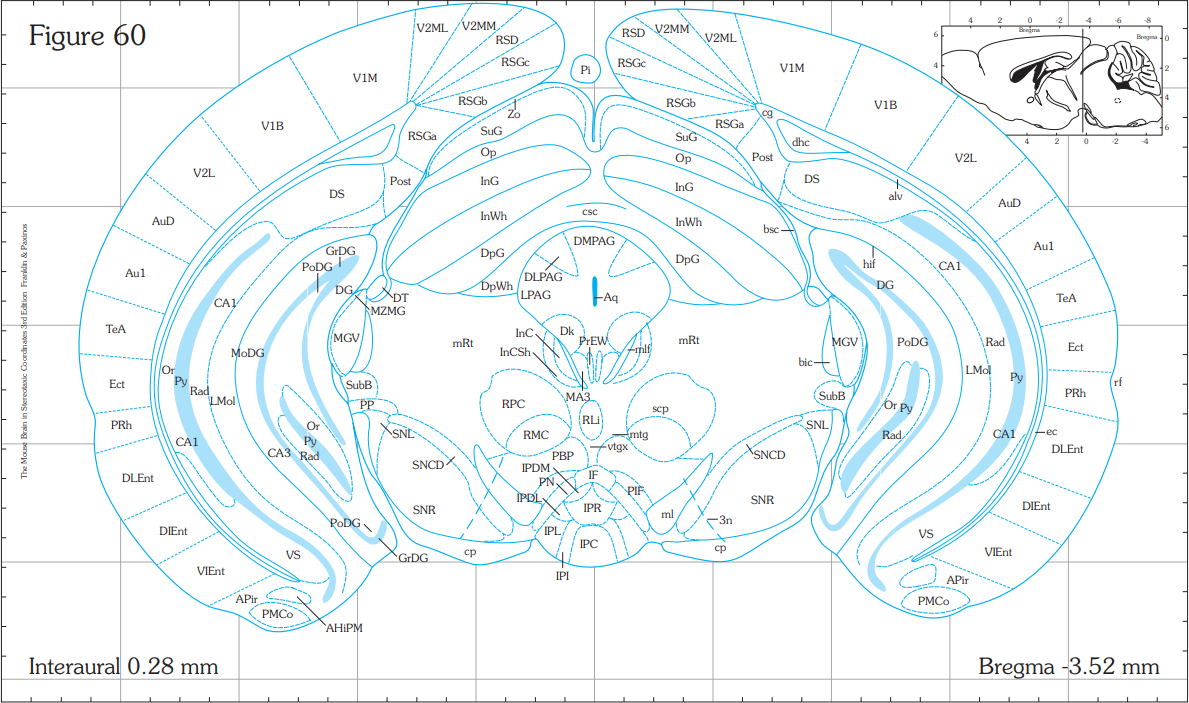 Figure 60
V2ML
V2MM
RSD
RSGc
V1M
RSGb
Zo
SuG
RSGa
V1B
Op
V2L
Post
InG
DS
AuD
InWh
csc
Au1
GrDG
PoDG
DpG
DMPAG
DLPAG
DG
DT
DpWh
LPAG
Aq
CA1
MZMG
TeA
MGV
mRt
InC
Dk
PrEW
mlf
InCSh
MoDG
Or
Py
Rad
LMol
Ect
SubB
PP
MA3
RPC
scp
RLi
PRh
SNL
RMC
mtg
vtgx
CA1
Or
Py
Rad
CA3
SNCD
PBP
IPDM
IF
PN
PIF
DLEnt
IPDL
IPR
SNR
ml
PoDG
DIEnt
IPL
IPC
3n
cp
VS
GrDG
VIEnt
IPI
APir
PMCo
AHiPM
Pi
RSD
V2MM
V2ML
RSGc
V1M
RSGb
cg
RSGa
V1B
SuG
dhc
Post
Op
V2L
DS
InG
alv
AuD
InWh
bsc
Au1
DpG
hif
CA1
DG
TeA
mRt
MGV
PoDG
Rad
Ect
bic
LMol
Py
rf
SubB
PRh
Or
Py
Rad
SNL
CA1
ec
DLEnt
SNCD
SNR
DIEnt
VS
VIEnt
cp
APir
PMCo
4 2 -2 -4 -6 -8
Bregma
Bregma
6
4
0
2
4
6
4 2 0 -2 -4
The Mouse Brain in Stereotaxic Coordinates 3rd Edition Franklin & Paxinos
Interaural 0.28 mm
Bregma -3.52 mm